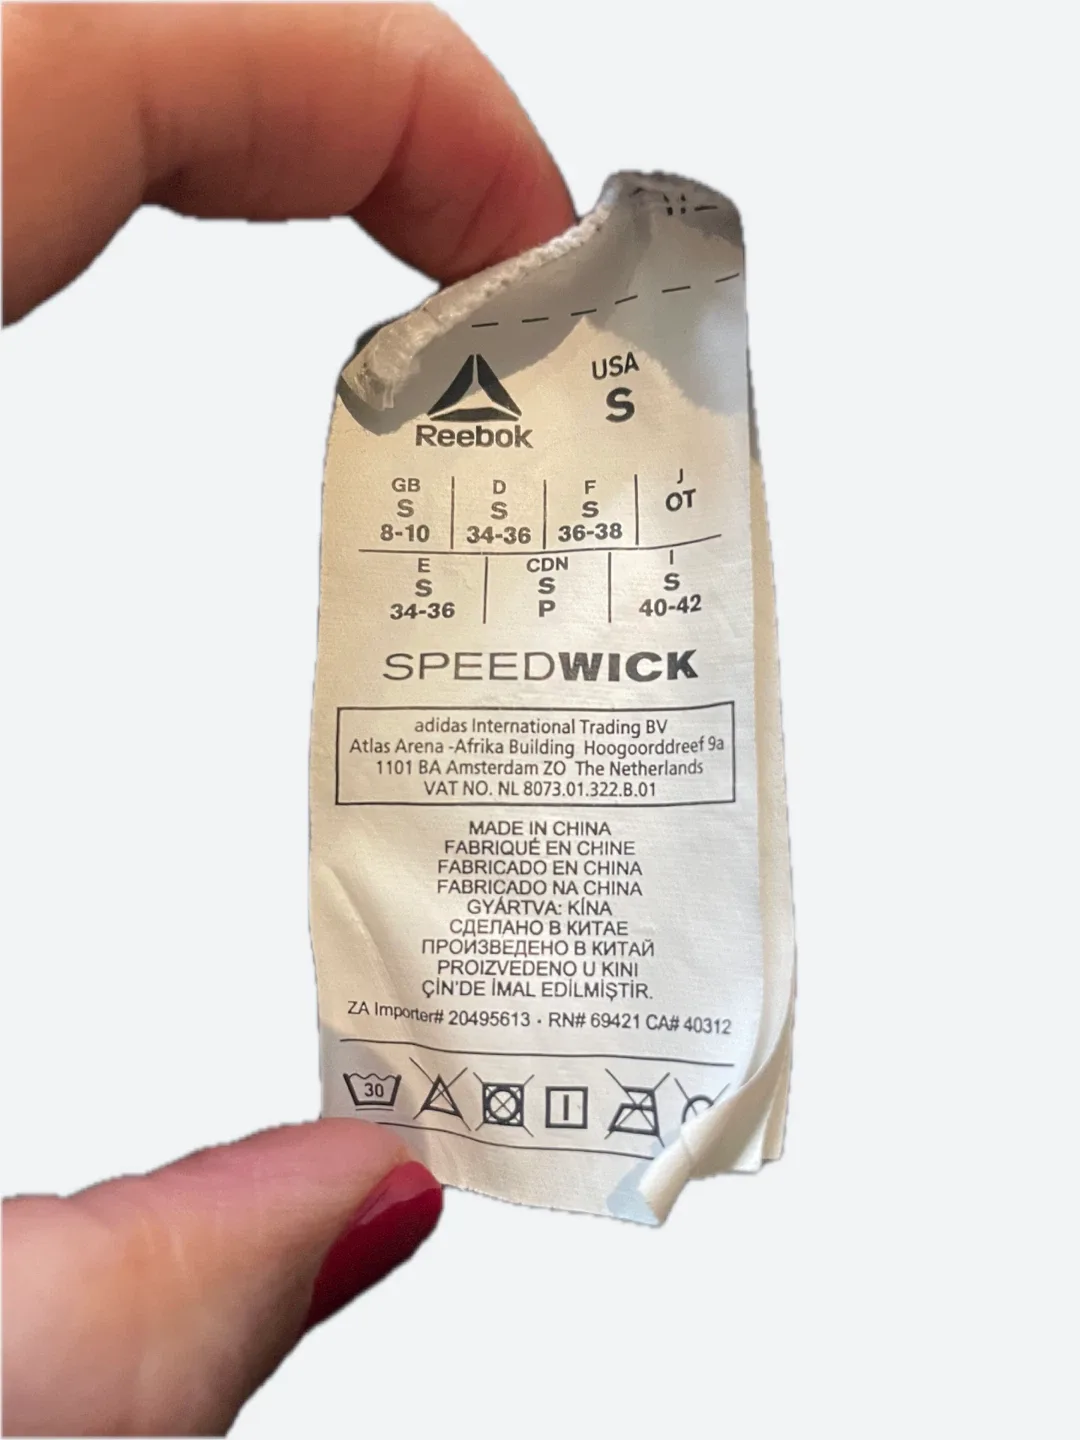 Reebok
USA
S
GB D F J
S S S OT
8-10 34-36 36-38
E CDN I
S S S
34-36 P 40-42
SPEEDWICK
adidas International Trading BV
Atlas Arena -Afrika Building Hoogoorddreef 9a
1101 BA Amsterdam ZO The Netherlands
VAT NO. NL 8073.01.322.B.01
MADE IN CHINA
FABRIQUÉ EN CHINE
FABRICADO EN CHINA
FABRICADO NA CHINA
GYÁRTVA: KÍNA
СДЕЛАНО В КИТАЕ
ПРОИЗВЕДЕНО В КИТАЙ
PROIZVEDENO U KINI
ÇİN'DE İMAL EDİLMİŞTİR.
ZA Importer# 20495613 · RN# 69421 CA# 40312
30